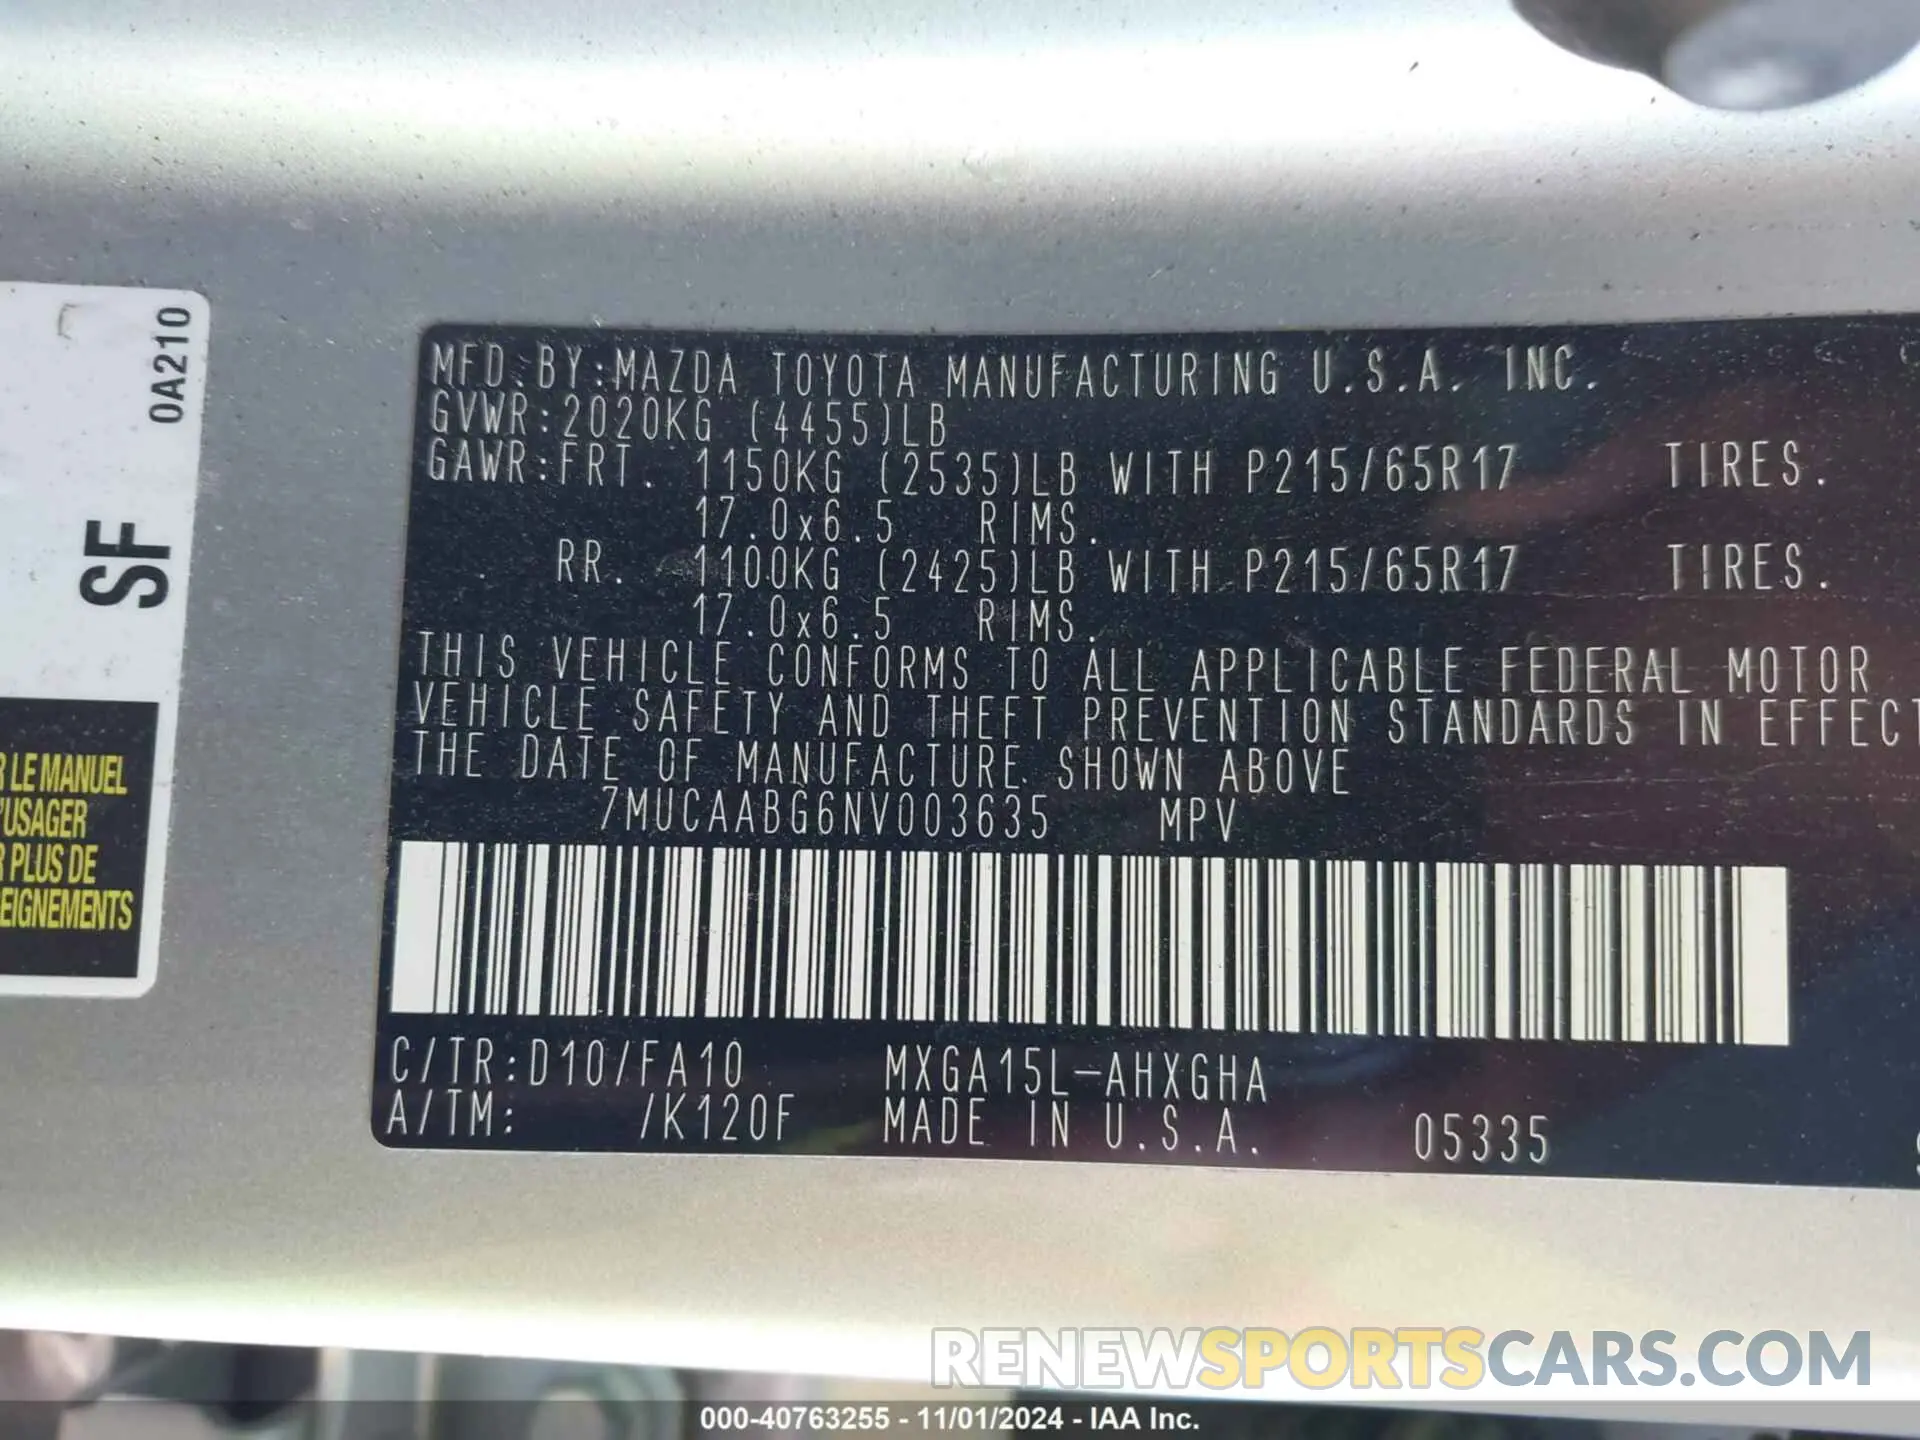 MFD.BY:MAZDA TOYOTA MANUFACTURING U.S.A. INC.
GVWR:2020KG (4455)LB
GAWR:FRT. 1150KG (2535)LB WITH P215/65R17 TIRES.
17.0x6.5 RIMS.
RR. 1100KG (2425)LB WITH P215/65R17 TIRES.
17.0x6.5 RIMS.
THIS VEHICLE CONFORMS TO ALL APPLICABLE FEDERAL MOTOR
VEHICLE SAFETY AND THEFT PREVENTION STANDARDS IN EFFECT
THE DATE OF MANUFACTURE SHOWN ABOVE
7MUCAABG6NV003635 MPV
C/TR:D10/FA10 MXGA15L-AHXGHA
A/TM: /K120F MADE IN U.S.A. 05335
0A210
SF
R LE MANUEL
'USAGER
R PLUS DE
EIGNEMENTS
RENEWSPORTSCARS.COM
000-40763255 - 11/01/2024 - IAA Inc.